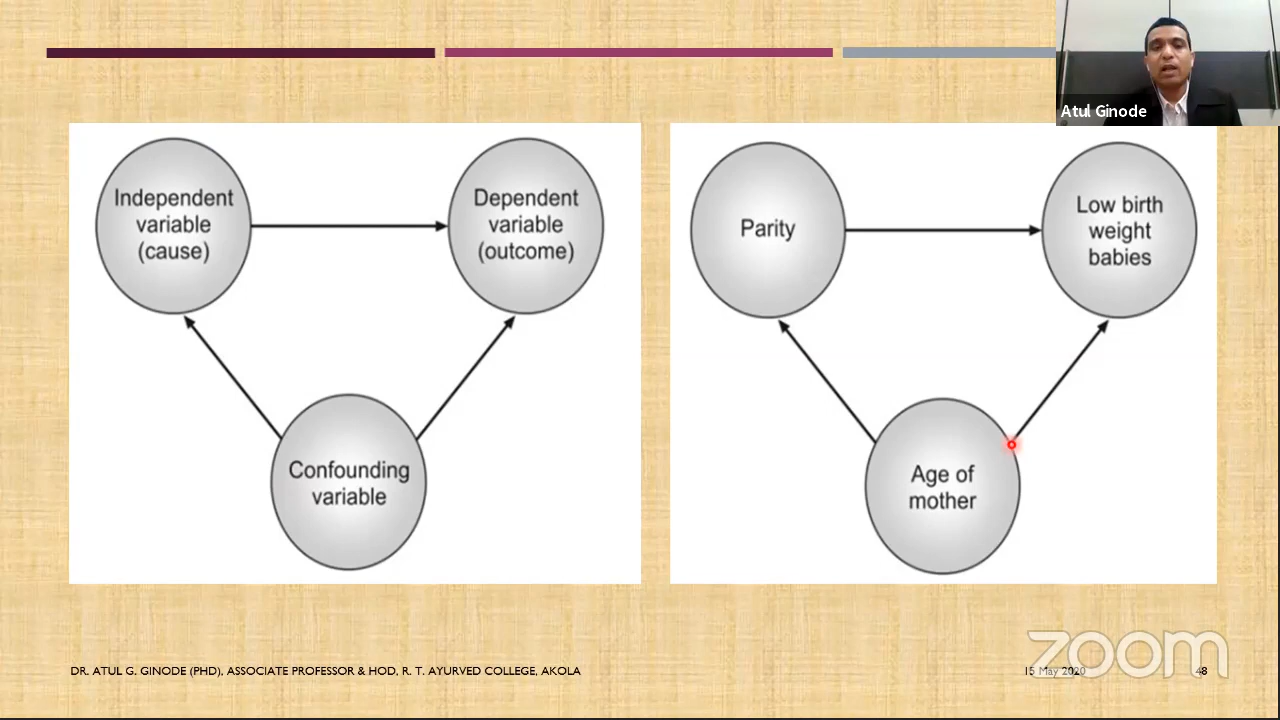 Atul Ginode
Independent
variable
(cause)
Dependent
variable
(outcome)
Confounding
variable
Parity
Low birth
weight
babies
Age of
mother
DR. ATUL G. GINODE (PHD), ASSOCIATE PROFESSOR & HOD, R. T. AYURVED COLLEGE, AKOLA
15 May 2020
48
zoom